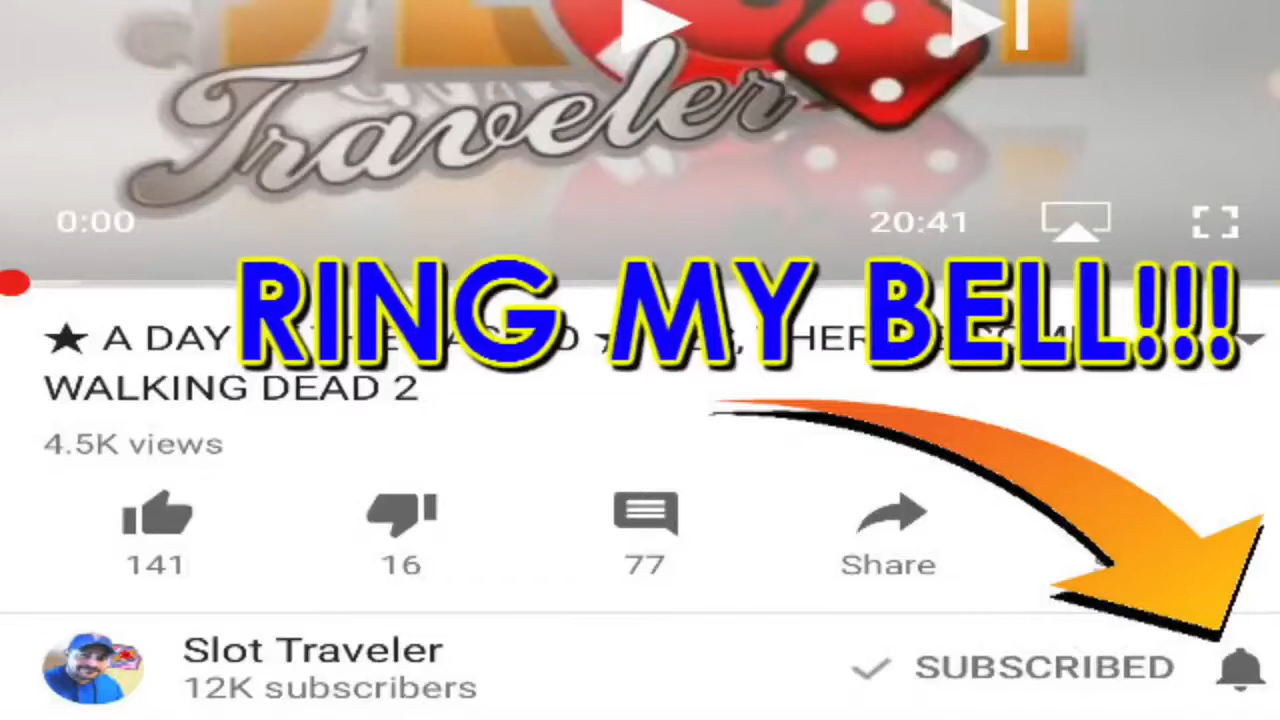 Traveler
0:00
20:41
RING MY BELL!!!
★ A DAY
WALKING DEAD 2
4.5K views
141
16
77
Share
Slot Traveler
12K subscribers
SUBSCRIBED